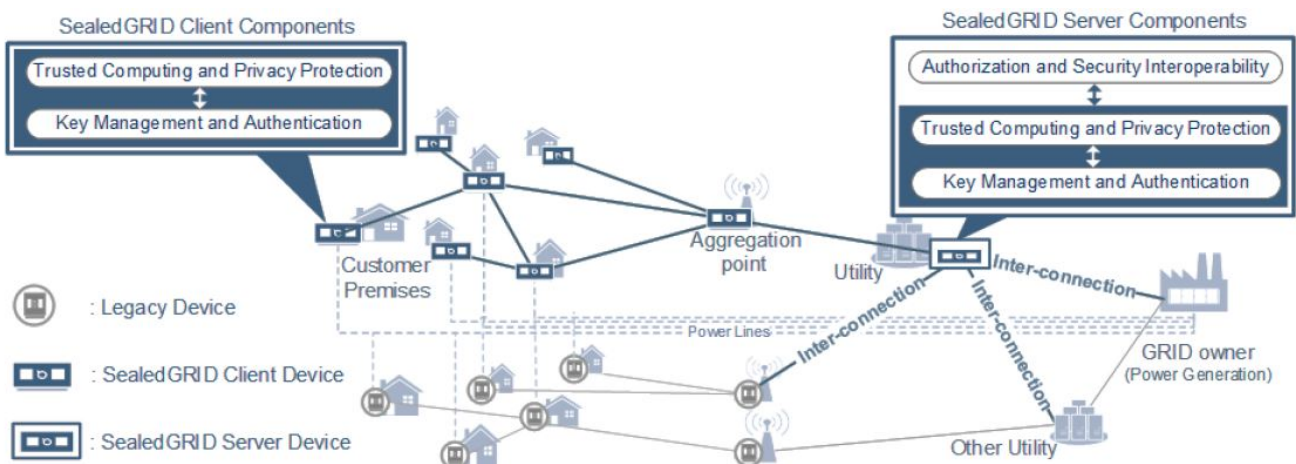 SealedGRID Client Components
Trusted Computing and Privacy Protection
Key Management and Authentication
SealedGRID Server Components
Authorization and Security Interoperability
Trusted Computing and Privacy Protection
Key Management and Authentication
Customer
Premises
Aggregation
point
Utility
Inter-connection
Inter-connection
Inter-connection
Power Lines
GRID owner
(Power Generation)
Other Utility
: Legacy Device
: SealedGRID Client Device
: SealedGRID Server Device